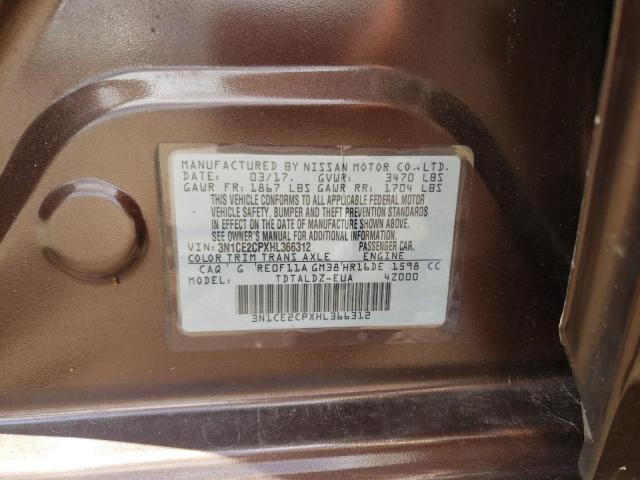 MANUFACTURED BY NISSAN MOTOR CO.,LTD.
DATE: 03/17. GVWR: 3470 LBS
GAWR FR: 1867 LBS GAWR RR: 1704 LBS
THIS VEHICLE CONFORMS TO ALL APPLICABLE FEDERAL MOTOR
VEHICLE SAFETY, BUMPER AND THEFT PREVENTION STANDARDS
IN EFFECT ON THE DATE OF MANUFACTURE SHOWN ABOVE.
SEE OWNER'S MANUAL FOR ADDITIONAL INFORMATION.
VIN: 3N1CE2CPXHL366312 PASSENGER CAR.
COLOR TRIM TRANS AXLE ENGINE
CAQ' G 'RE0F11A GM38'HR16DE 1598 CC
MODEL: TDTALDZ-EUA 4Z000
3N1CE2CPXHL366312